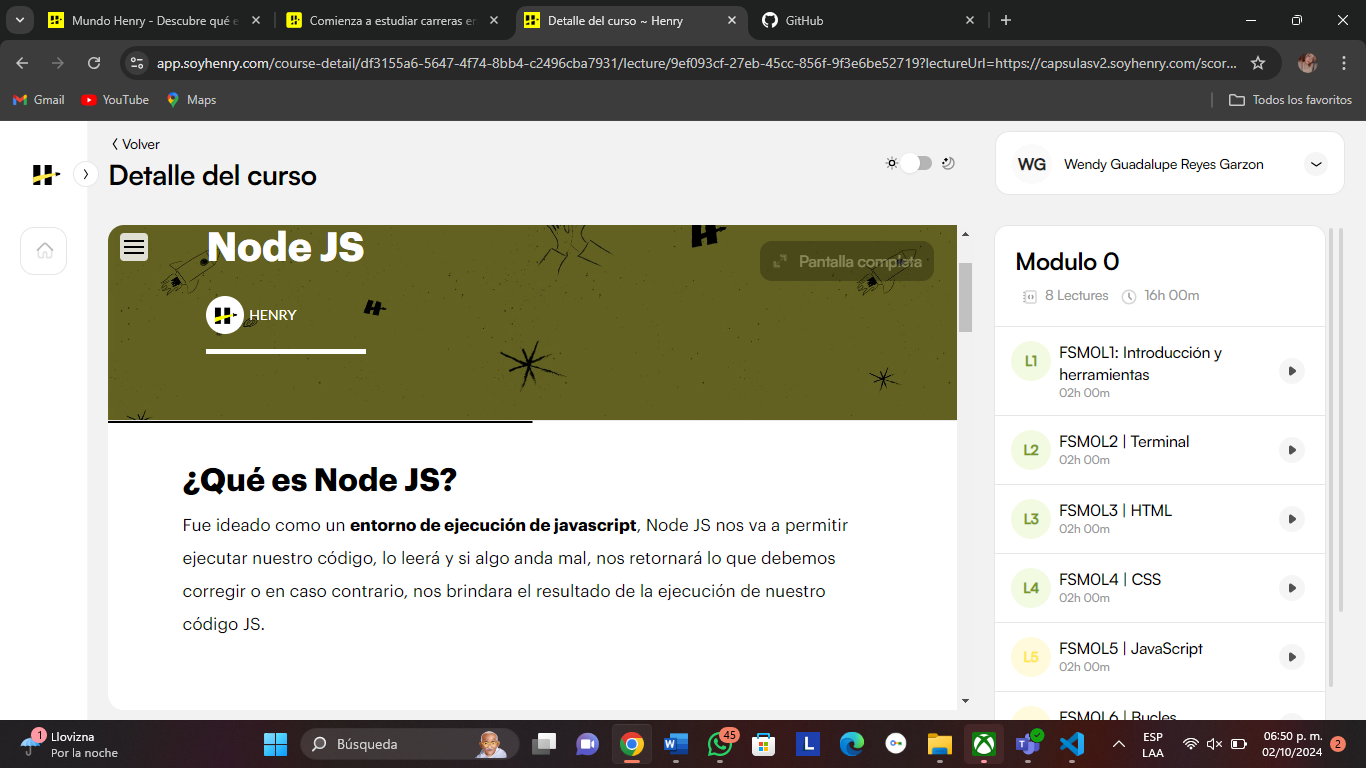 Mundo Henry - Descubre qué e
Comienza a estudiar carreras en
Detalle del curso ~ Henry
GitHub
app.soyhenry.com/course-detail/df3155a6-5647-4f74-8bb4-c2496cba7931/lecture/9ef093cf-27eb-45cc-856f-9f3e6be52719?lectureUrl=https://capsulasv2.soyhenry.com/scor...
Gmail
YouTube
Maps
Todos los favoritos
Volver
Detalle del curso
WG
Wendy Guadalupe Reyes Garzon
Node JS
Pantalla completa
HENRY
¿Qué es Node JS?
Fue ideado como un entorno de ejecución de javascript, Node JS nos va a permitir
ejecutar nuestro código, lo leerá y si algo anda mal, nos retornará lo que debemos
corregir o en caso contrario, nos brindara el resultado de la ejecución de nuestro
código JS.
Modulo 0
8 Lectures
16h 00m
L1
FSM0L1: Introducción y
herramientas
02h 00m
L2
FSM0L2 | Terminal
02h 00m
L3
FSM0L3 | HTML
02h 00m
L4
FSM0L4 | CSS
02h 00m
L5
FSM0L5 | JavaScript
02h 00m
FSM0L6 | Bucles
1
Llovizna
Por la noche
Búsqueda
45
L
ESP
LAA
06:50 p. m.
02/10/2024
2